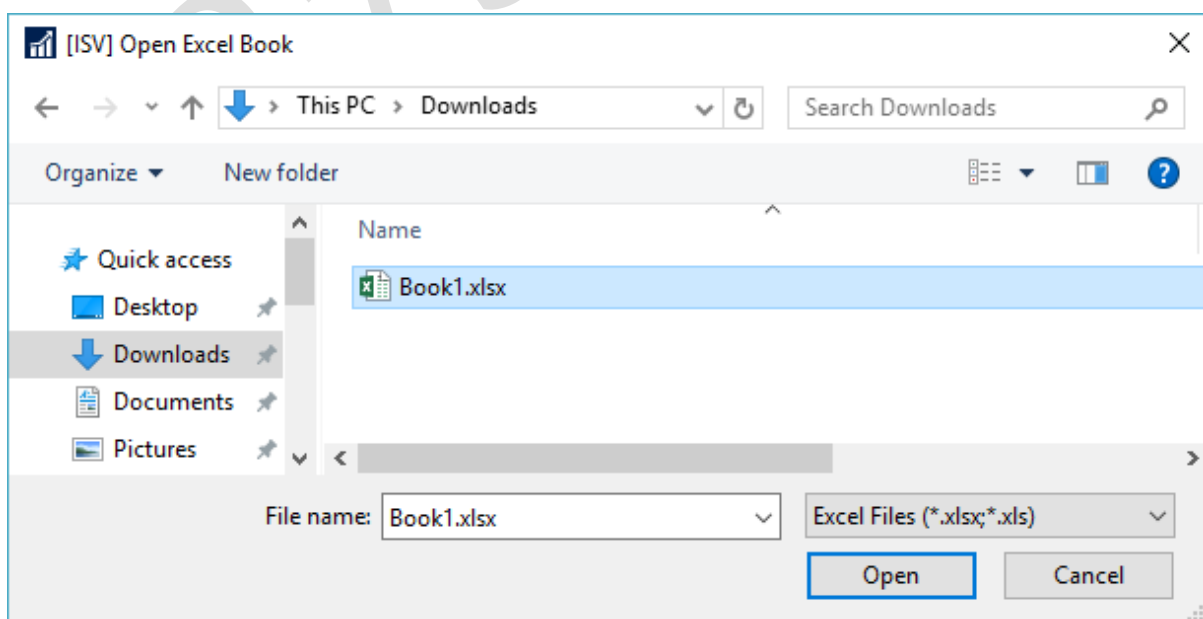 [ISV] Open Excel Book
This PC > Downloads
Search Downloads
Organize
New folder
Name
Quick access
Desktop
Downloads
Documents
Pictures
Book1.xlsx
File name: Book1.xlsx
Excel Files (*.xlsx;*.xls)
Open
Cancel